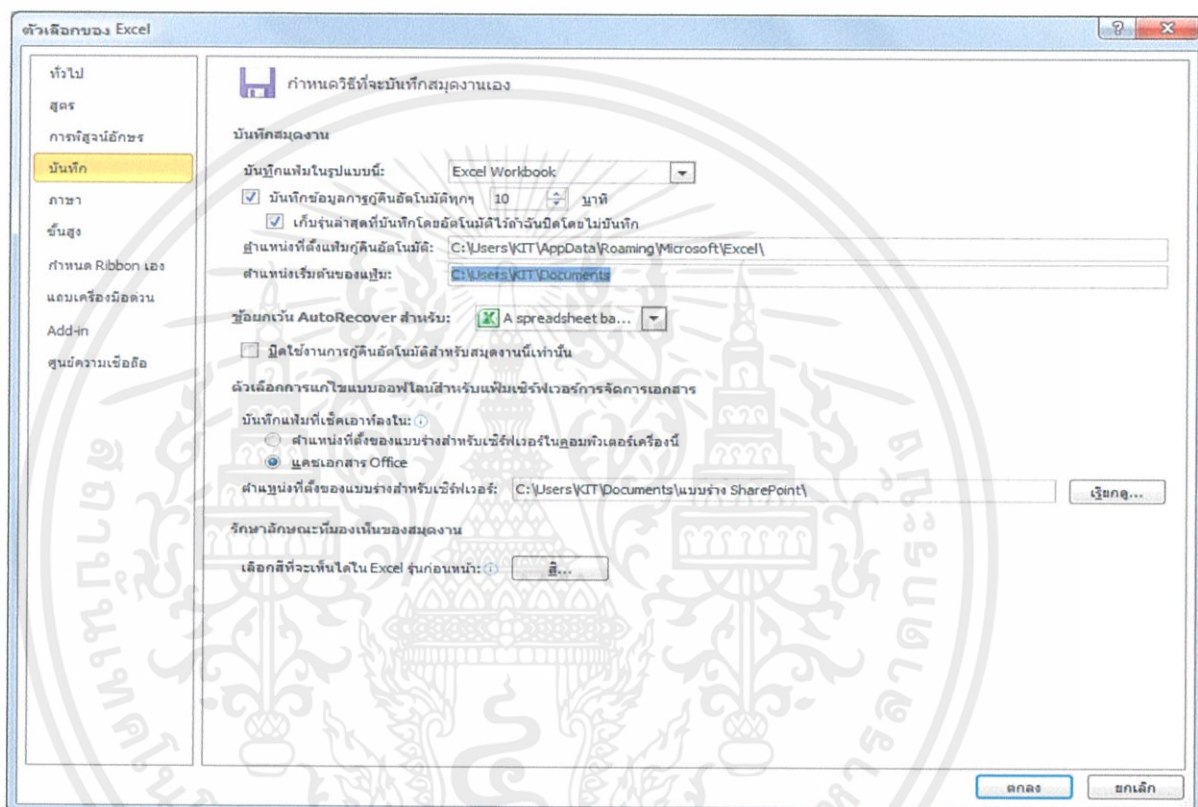 ตัวเลือกของ Excel
ทั่วไป
สูตร
การพิสูจน์อักษร
บันทึก
ภาษา
ขั้นสูง
กำหนด Ribbon เอง
แถบเครื่องมือด่วน
Add-in
ศูนย์ความเชื่อถือ
กำหนดวิธีที่จะบันทึกสมุดงานเอง
บันทึกสมุดงาน
บันทึกแฟ้มในรูปแบบนี้: Excel Workbook
บันทึกข้อมูลการกู้คืนอัตโนมัติทุกๆ 10 นาที
เก็บรุ่นล่าสุดที่บันทึกโดยอัตโนมัติไว้ถ้าฉันปิดโดยไม่บันทึก
ตำแหน่งที่ตั้งแฟ้มกู้คืนอัตโนมัติ: C:\Users\KIT\AppData\Roaming\Microsoft\Excel\
ตำแหน่งเริ่มต้นของแฟ้ม: C:\Users\KIT\Documents
ข้อยกเว้น AutoRecover สำหรับ: A spreadsheet ba...
ปิดใช้งานการกู้คืนอัตโนมัติสำหรับสมุดงานนี้เท่านั้น
ตัวเลือกการแก้ไขแบบออฟไลน์สำหรับแฟ้มเซิร์ฟเวอร์การจัดการเอกสาร
บันทึกแฟ้มที่เช็คเอาท์ลงใน:
ตำแหน่งที่ตั้งของแบบร่างสำหรับเซิร์ฟเวอร์ในคอมพิวเตอร์เครื่องนี้
แคชเอกสาร Office
ตำแหน่งที่ตั้งของแบบร่างสำหรับเซิร์ฟเวอร์: C:\Users\KIT\Documents\แบบร่าง SharePoint\ เรียกดู...
รักษาลักษณะที่มองเห็นของสมุดงาน
เลือกสีที่จะเห็นได้ใน Excel รุ่นก่อนหน้า: สี...
ตกลง ยกเลิก